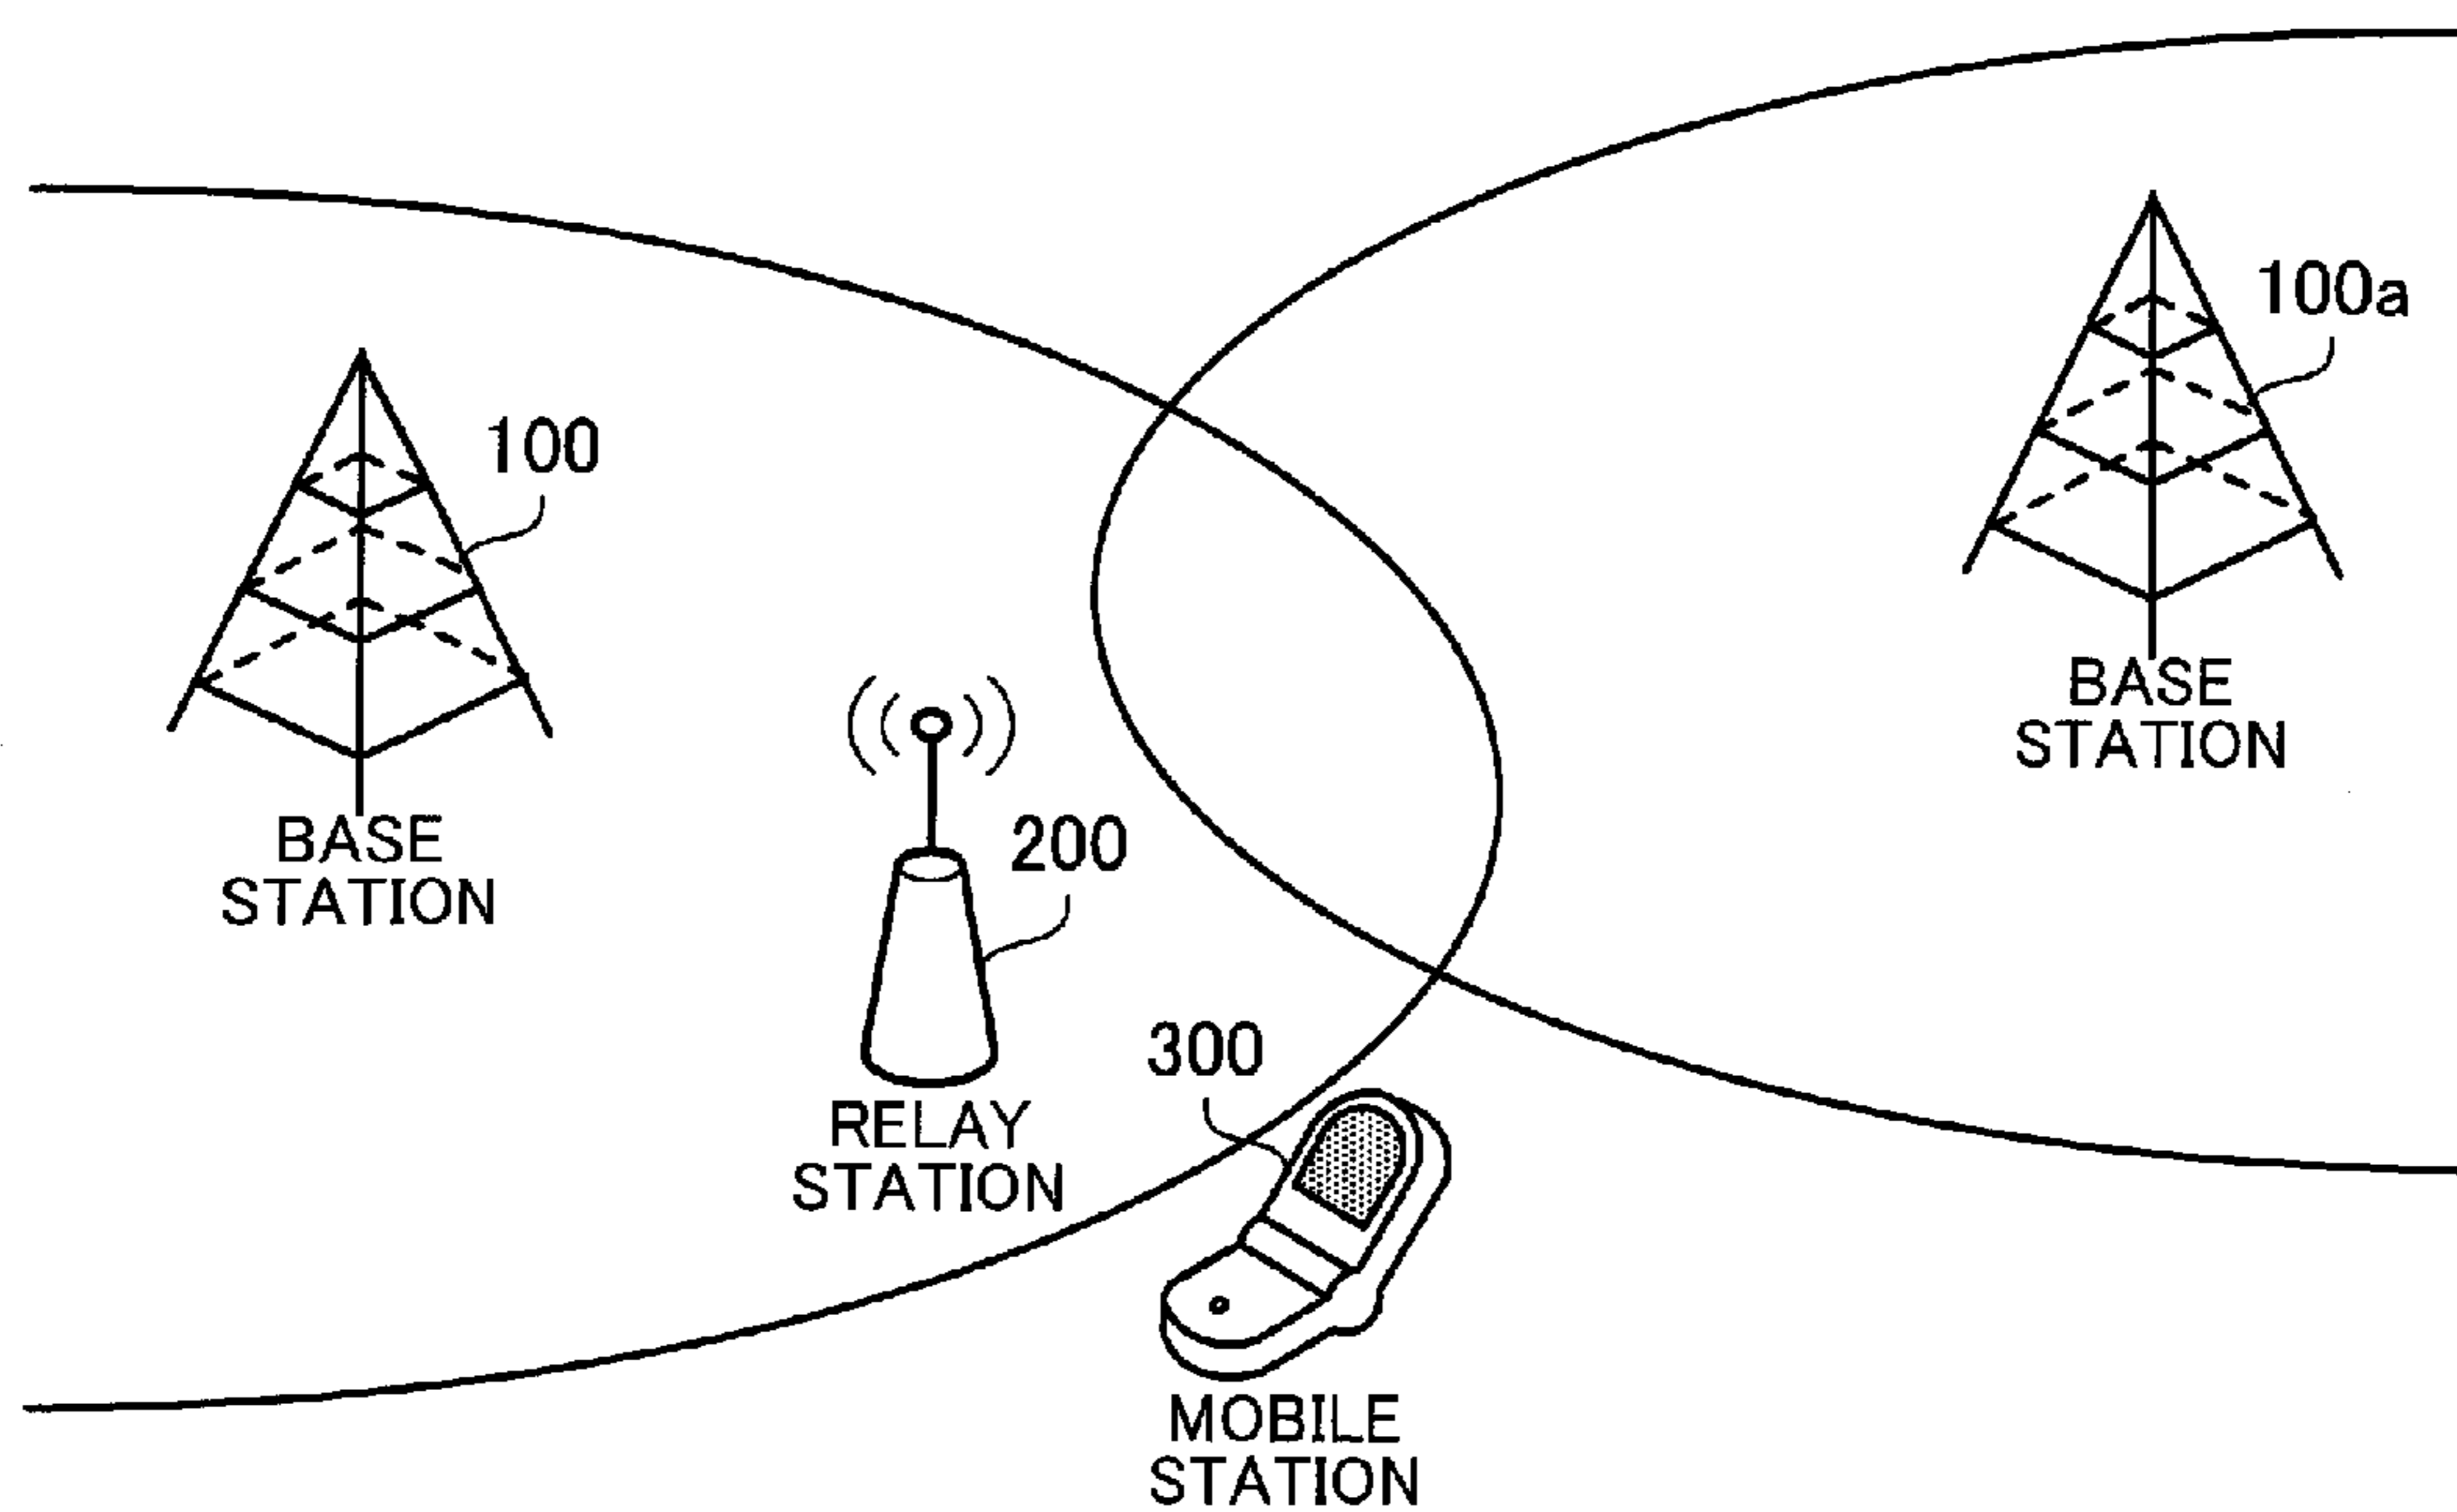 100a
100
BASE
STATION
BASE
STATION
200
300
RELAY
STATION
MOBILE
STATION